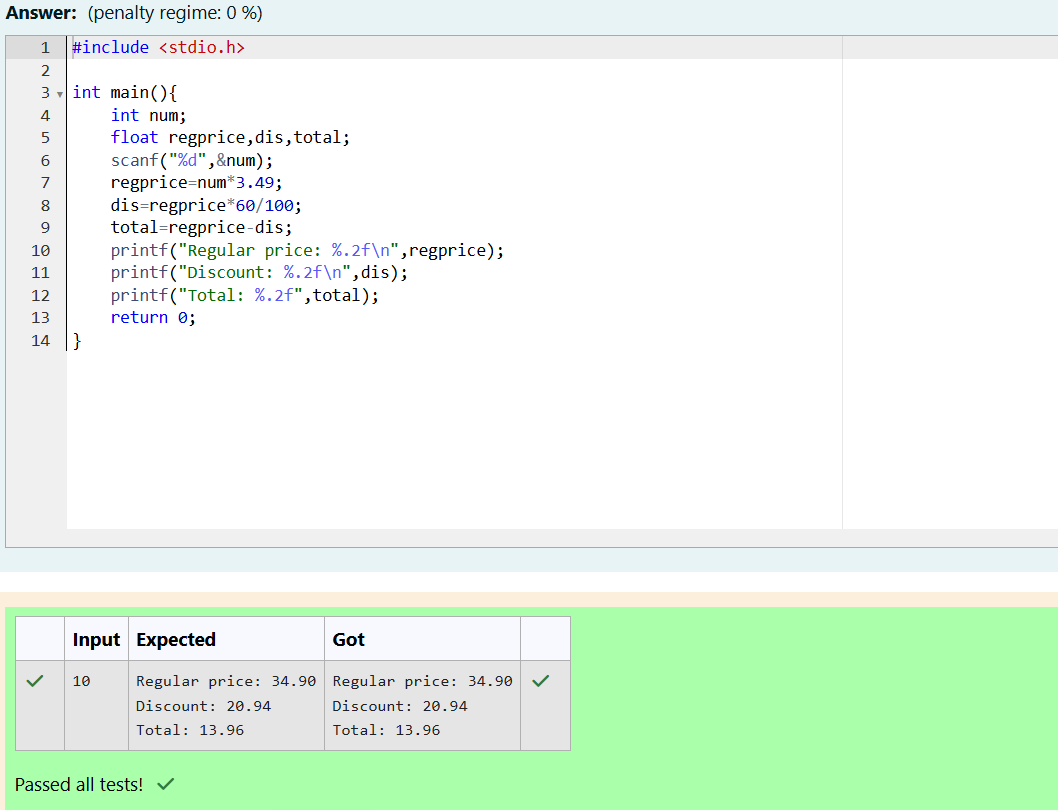 Answer: (penalty regime: 0 %)
1 #include <stdio.h>
2
3 int main(){
4     int num;
5     float regprice,dis,total;
6     scanf("%d",&num);
7     regprice=num*3.49;
8     dis=regprice*60/100;
9     total=regprice-dis;
10     printf("Regular price: %.2f\n",regprice);
11     printf("Discount: %.2f\n",dis);
12     printf("Total: %.2f",total);
13     return 0;
14 }
Input Expected Got
10 Regular price: 34.90 Regular price: 34.90
Discount: 20.94 Discount: 20.94
Total: 13.96 Total: 13.96
Passed all tests!